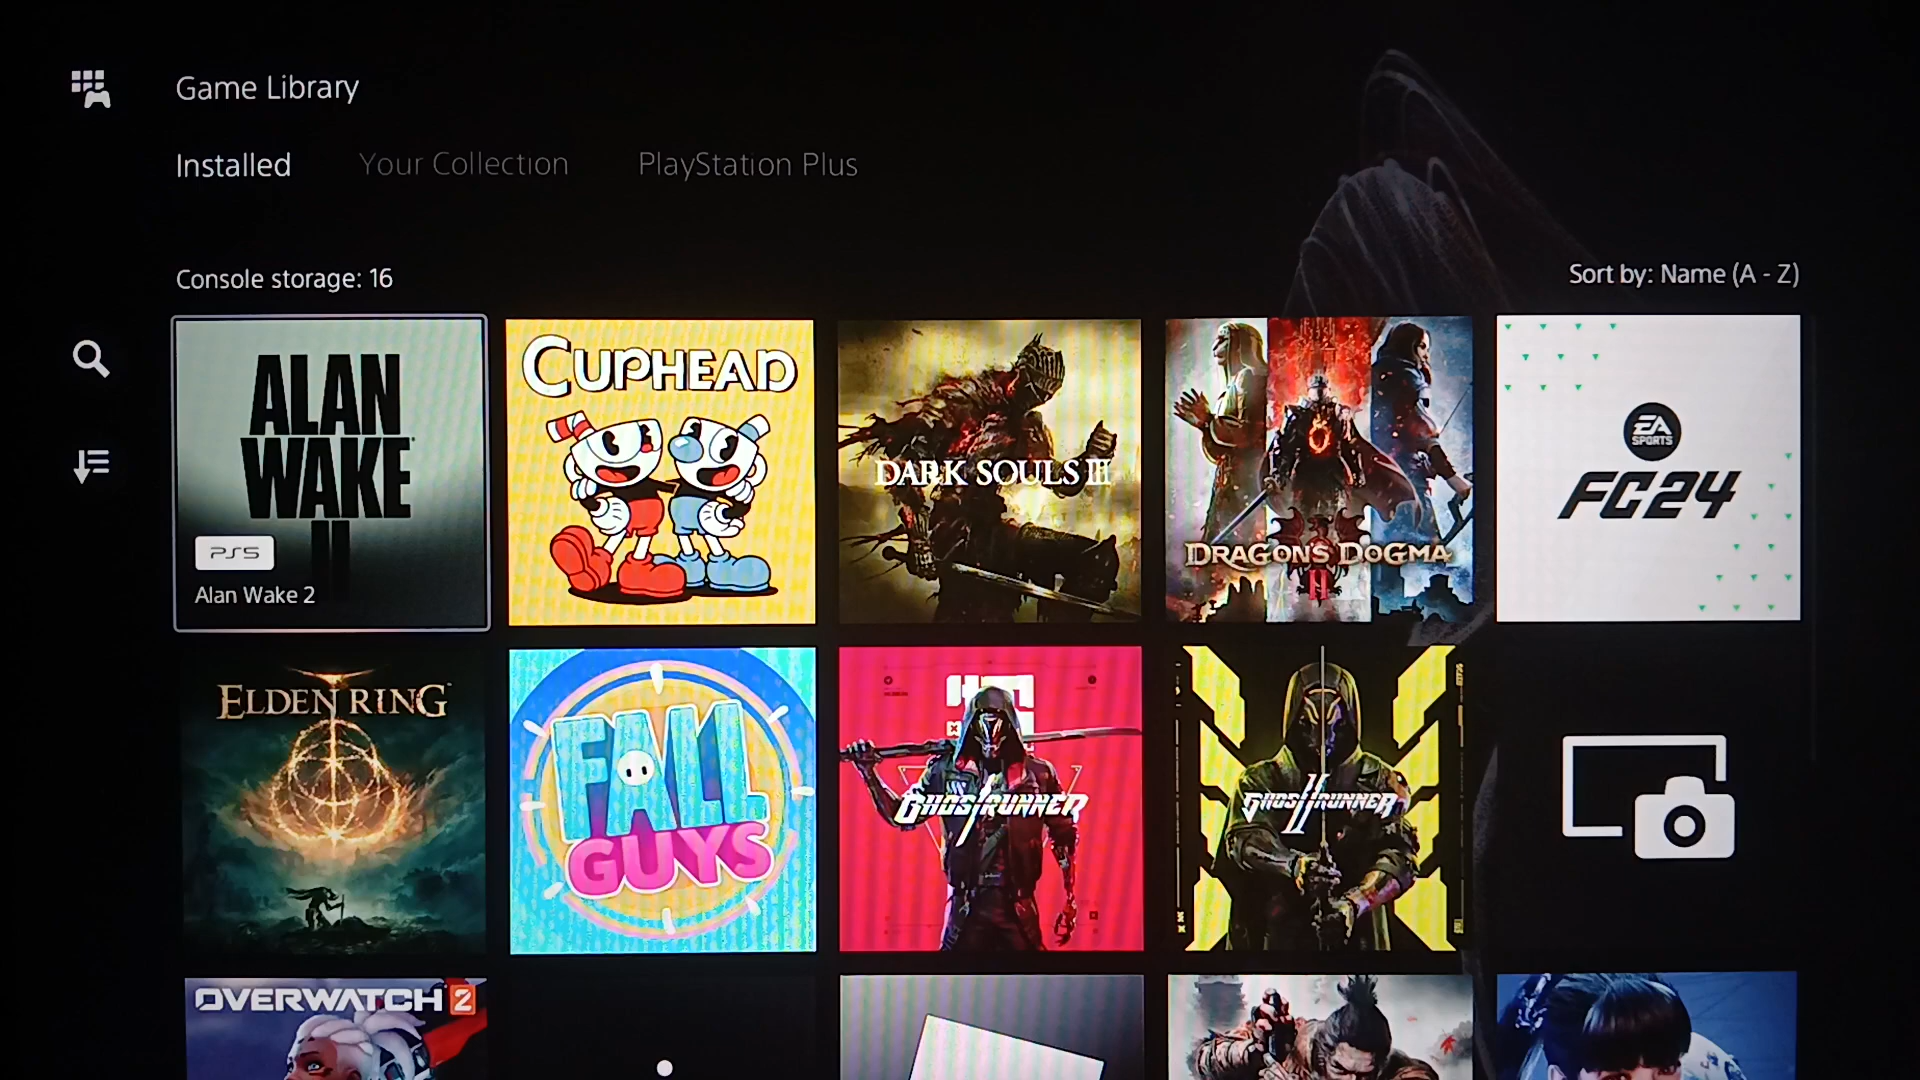 Game Library
Installed
Your Collection
PlayStation Plus
Console storage: 16
Sort by: Name (A - Z)
ALAN
WAKE
II
PS5
Alan Wake 2
CUPHEAD
DARK SOULS III
DRAGON'S DOGMA
II
EA
SPORTS
FC24
ELDEN RING
FALL
GUYS
GHOSTRUNNER
GHOSTRUNNER
II
OVERWATCH 2